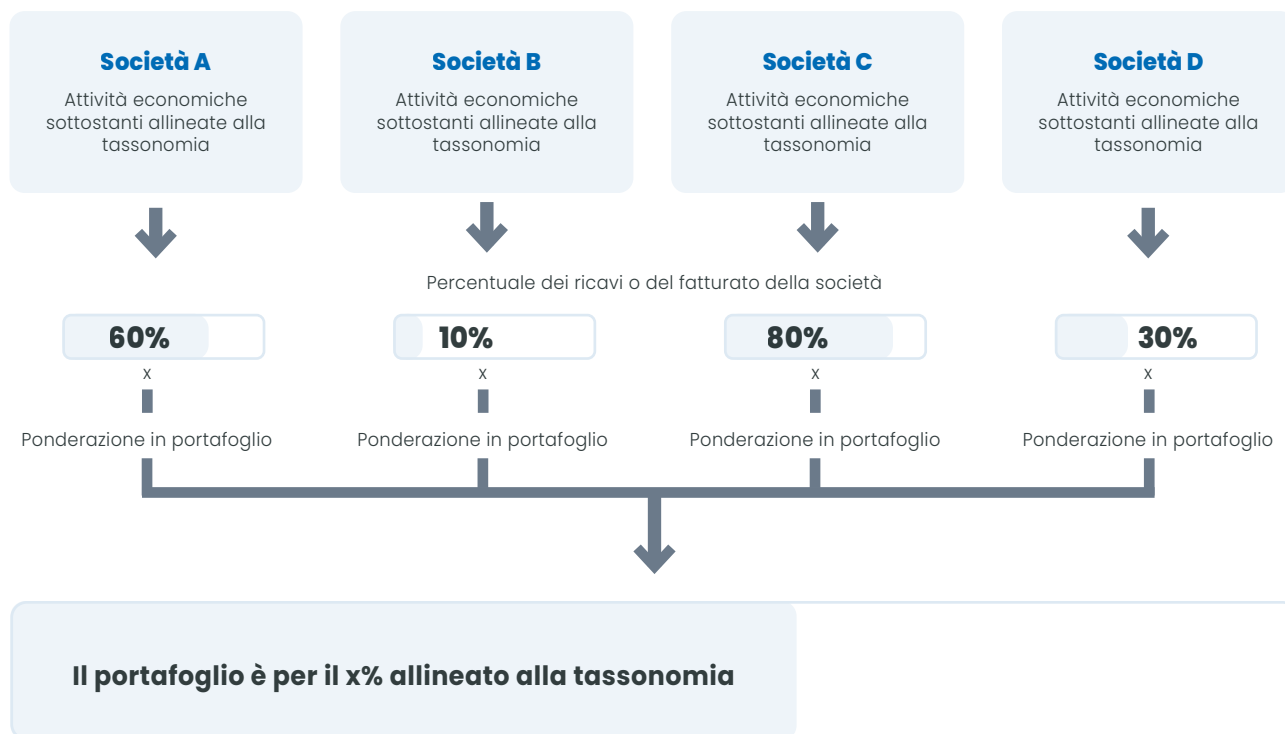 Società A
Attività economiche
sottostanti allineate alla
tassonomia
Società B
Attività economiche
sottostanti allineate alla
tassonomia
Società C
Attività economiche
sottostanti allineate alla
tassonomia
Società D
Attività economiche
sottostanti allineate alla
tassonomia
Percentuale dei ricavi o del fatturato della società
60%
10%
80%
30%
x
x
x
x
Ponderazione in portafoglio
Ponderazione in portafoglio
Ponderazione in portafoglio
Ponderazione in portafoglio
Il portafoglio è per il x% allineato alla tassonomia